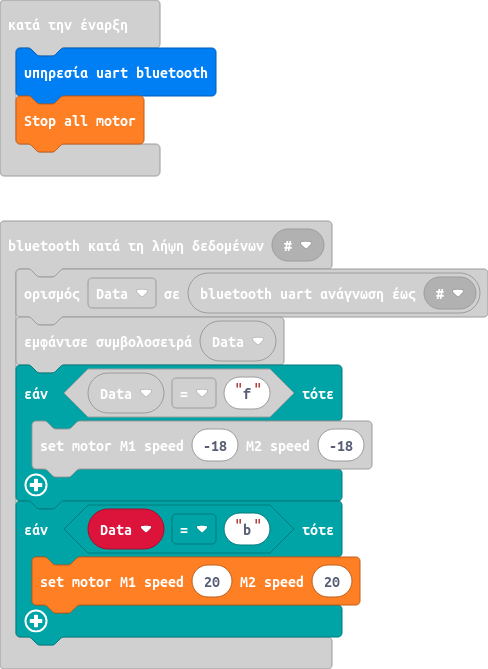 κατά την έναρξη
υπηρεσία uart bluetooth
Stop all motor
bluetooth κατά τη λήψη δεδομένων #
ορισμός Data σε bluetooth uart ανάγνωση έως #
εμφάνισε συμβολοσειρά Data
εάν Data = "f" τότε
set motor M1 speed -18 M2 speed -18
εάν Data = "b" τότε
set motor M1 speed 20 M2 speed 20